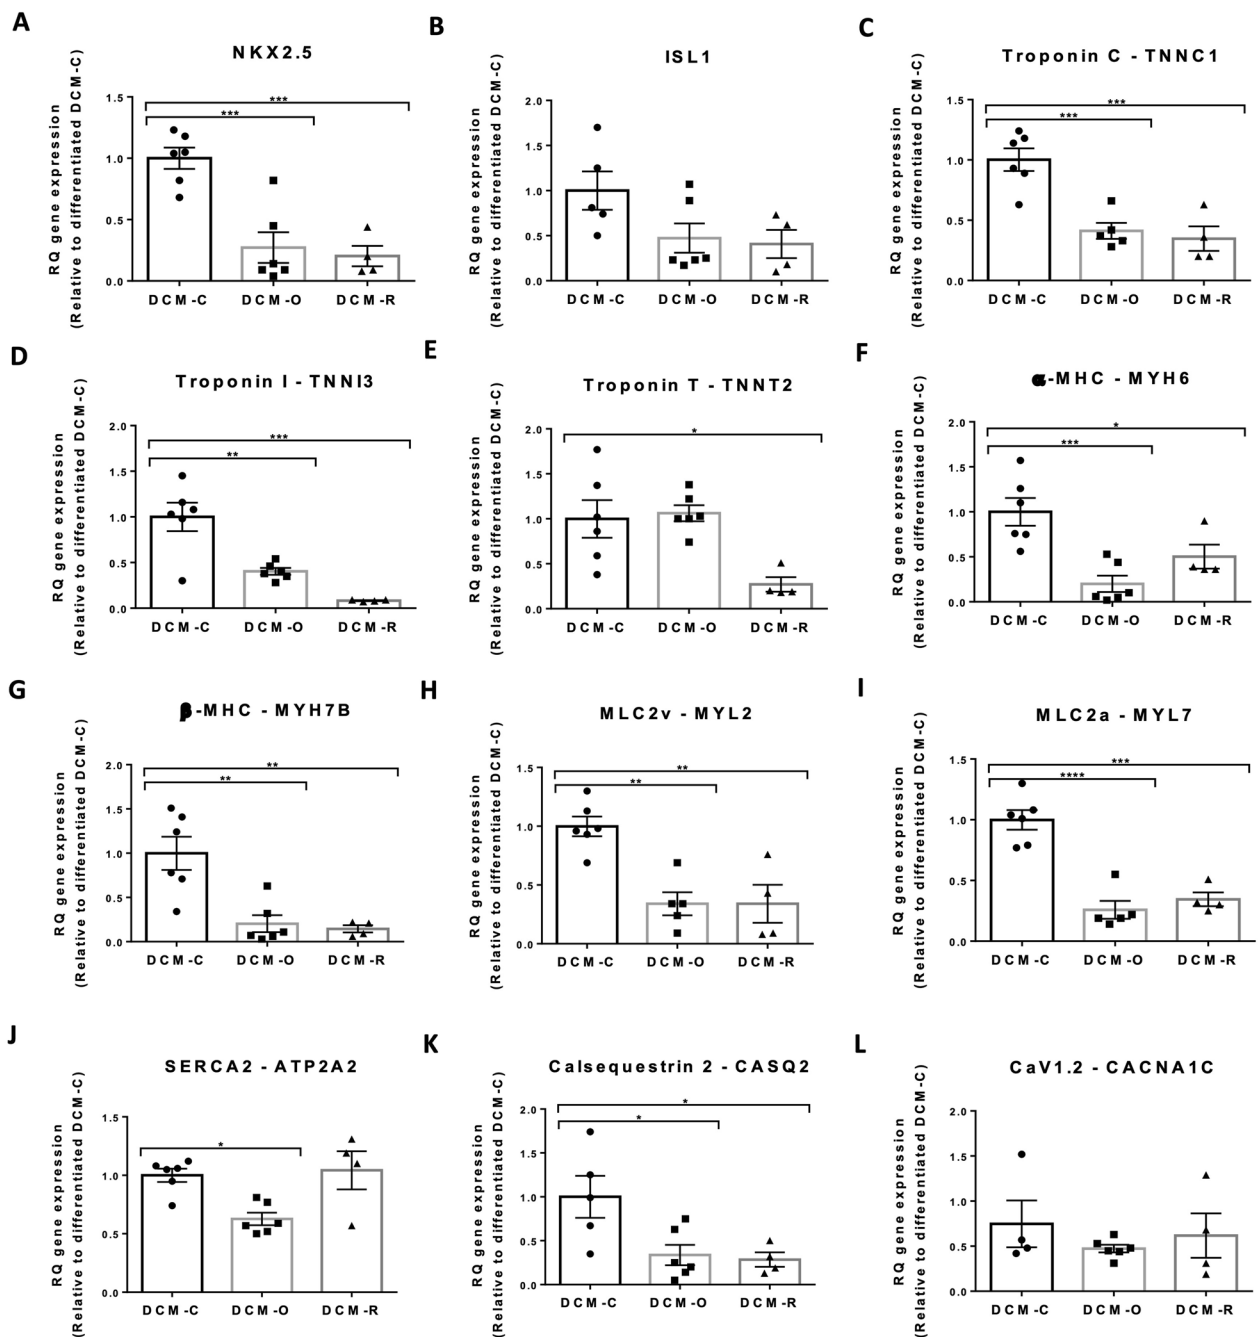 A
NKX2.5
RQ gene expression
(Relative to differentiated DCM-C)
1.5
1.0
0.5
0.0
***
***
DCM-C DCM-O DCM-R
B
ISL1
RQ gene expression
(Relative to differentiated DCM-C)
2.0
1.5
1.0
0.5
0.0
DCM-C DCM-O DCM-R
C
Troponin C - TNNC1
RQ gene expression
(Relative to differentiated DCM-C)
1.5
1.0
0.5
0.0
***
***
DCM-C DCM-O DCM-R
D
Troponin I - TNNI3
RQ gene expression
(Relative to differentiated DCM-C)
2.0
1.5
1.0
0.5
0.0
***
**
DCM-C DCM-O DCM-R
E
Troponin T - TNNT2
RQ gene expression
(Relative to differentiated DCM-C)
2.0
1.5
1.0
0.5
0.0
*
DCM-C DCM-O DCM-R
F
α-MHC - MYH6
RQ gene expression
(Relative to differentiated DCM-C)
2.0
1.5
1.0
0.5
0.0
*
***
DCM-C DCM-O DCM-R
G
β-MHC - MYH7B
RQ gene expression
(Relative to differentiated DCM-C)
2.0
1.5
1.0
0.5
0.0
**
**
DCM-C DCM-O DCM-R
H
MLC2v - MYL2
RQ gene expression
(Relative to differentiated DCM-C)
1.5
1.0
0.5
0.0
**
**
DCM-C DCM-O DCM-R
I
MLC2a - MYL7
RQ gene expression
(Relative to differentiated DCM-C)
1.5
1.0
0.5
0.0
***
****
DCM-C DCM-O DCM-R
J
SERCA2 - ATP2A2
RQ gene expression
(Relative to differentiated DCM-C)
1.5
1.0
0.5
0.0
*
DCM-C DCM-O DCM-R
K
Calsequestrin 2 - CASQ2
RQ gene expression
(Relative to differentiated DCM-C)
2.0
1.5
1.0
0.5
0.0
*
*
DCM-C DCM-O DCM-R
L
CaV1.2 - CACNA1C
RQ gene expression
(Relative to differentiated DCM-C)
2.0
1.5
1.0
0.5
0.0
DCM-C DCM-O DCM-R